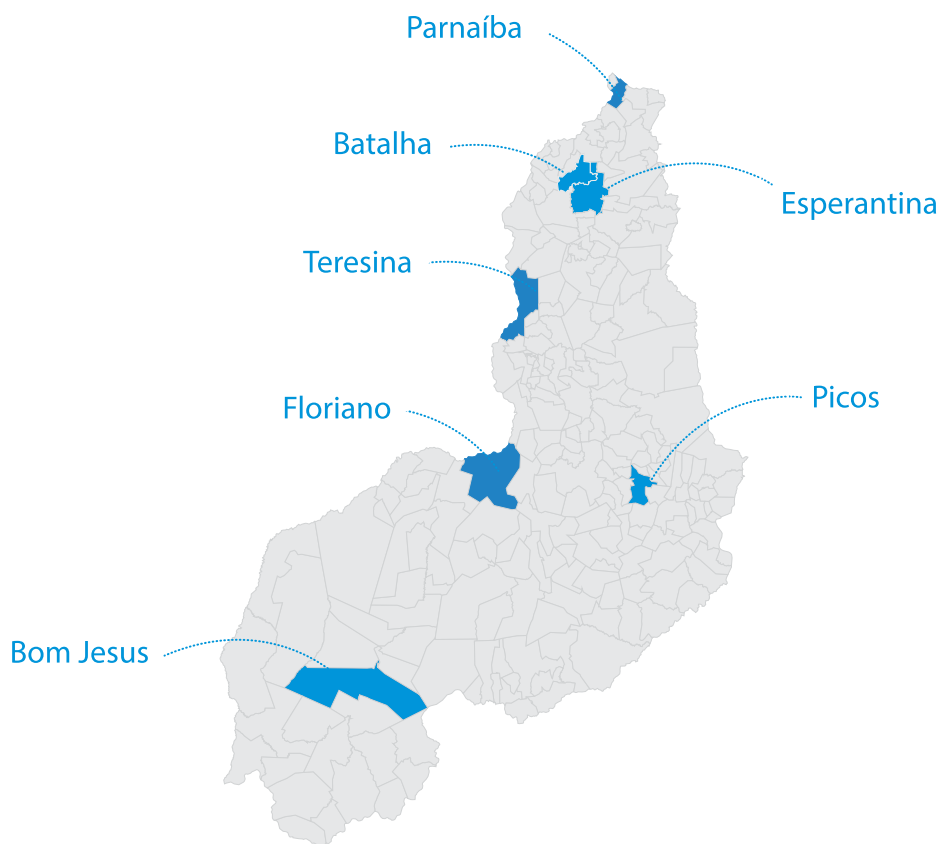 Parnaíba
Batalha
Esperantina
Teresina
Floriano
Picos
Bom Jesus